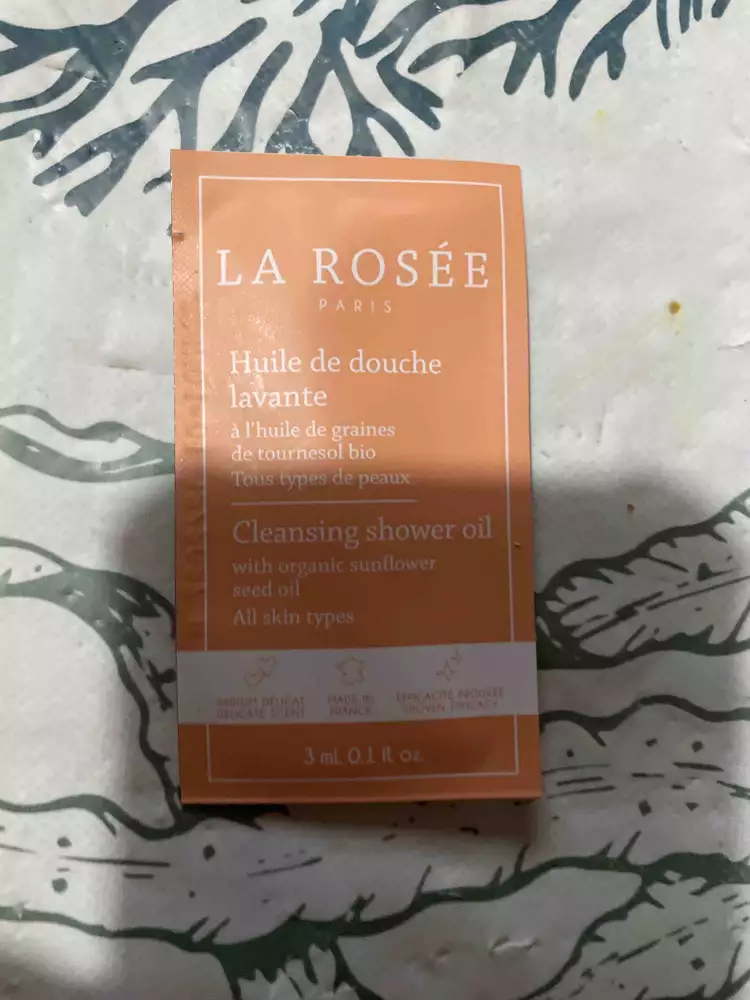 LA ROSÉE
PARIS
Huile de douche
lavante
à l'huile de graines
de tournesol bio
Tous types de peaux
Cleansing shower oil
with organic sunflower
seed oil
All skin types
PARFUM DÉLICAT
DELICATE SCENT
MADE IN
FRANCE
EFFICACITÉ PROUVÉE
PROVEN EFFICACY
3 mL 0.1 fl oz